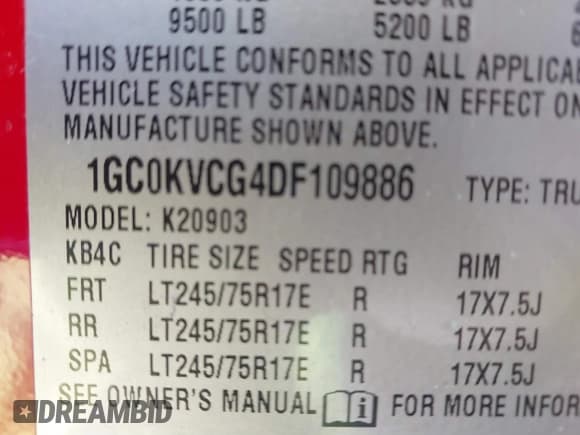 9500 LB 5200 LB
THIS VEHICLE CONFORMS TO ALL
VEHICLE SAFETY STANDARDS IN EFFECT
MANUFACTURE SHOWN ABOVE.
1GC0KVCG4DF109886 TYPE:
MODEL: K20903
KB4C TIRE SIZE SPEED RTG RIM
FRT LT245/75R17E R 17X7.5J
RR LT245/75R17E R 17X7.5J
SPA LT245/75R17E R 17X7.5J
SEE OWNER'S MANUAL i FOR MORE
DREAMBID